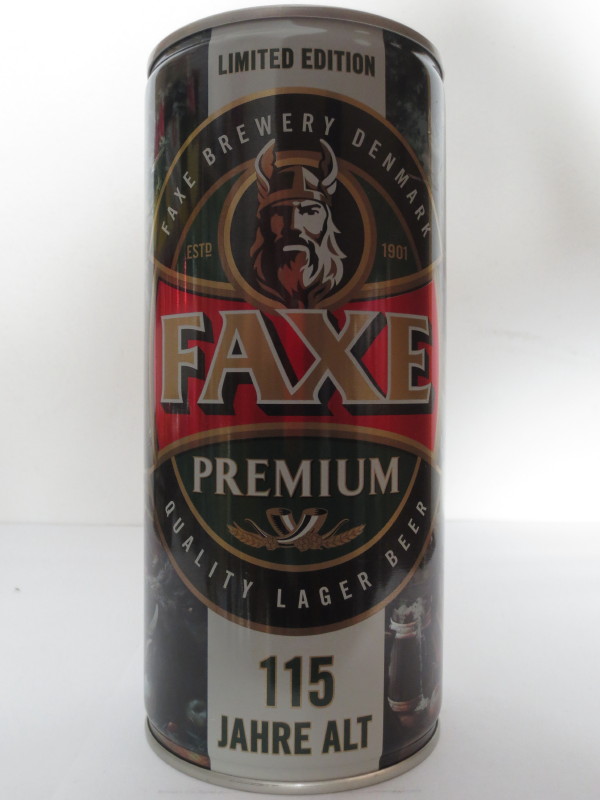 LIMITED EDITION
FAXE BREWERY DENMARK
ESTD 1901
FAXE
PREMIUM
QUALITY LAGER BEER
115
JAHRE ALT